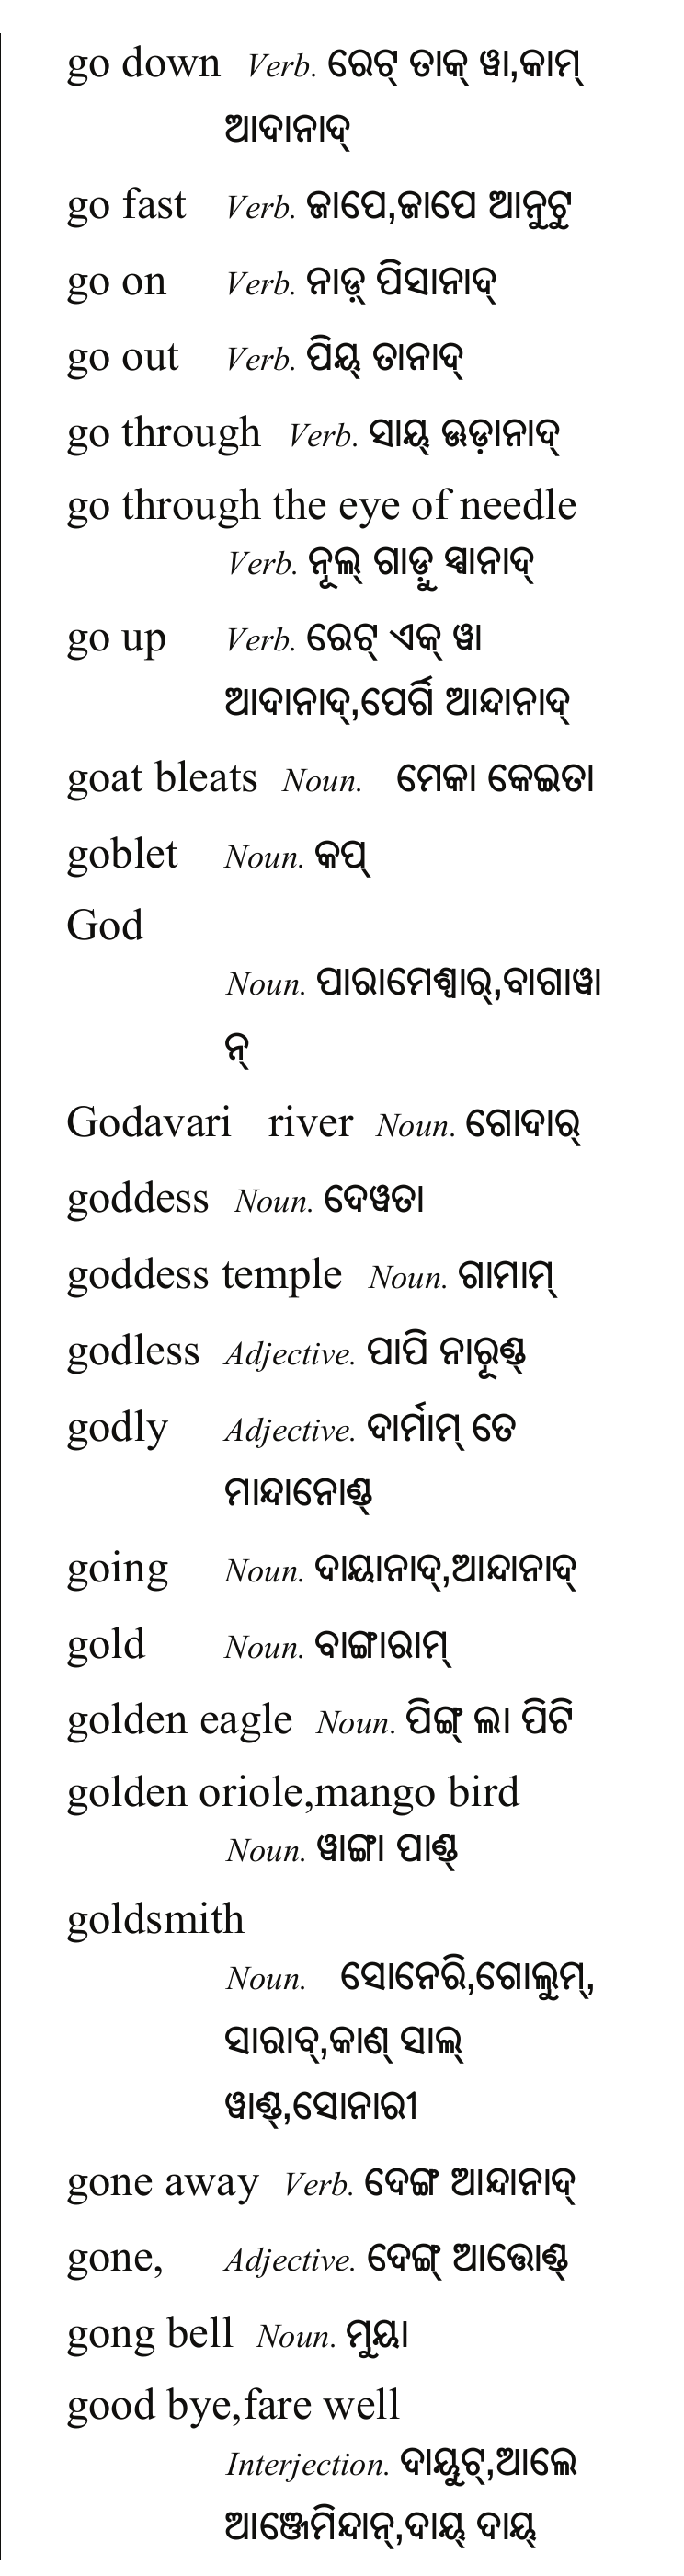 go down Verb. ରେଟ୍ ତାକ୍ ୱା,କାମ୍
ଆଦାନାଦ୍
go fast Verb. ଜାପେ,ଜାପେ ଆନୁଟୁ
go on Verb. ନାଡ଼୍ ପିସାନାଦ୍
go out Verb. ପିୟ୍ ତାନାଦ୍
go through Verb. ସାୟ୍ ଊଡ଼ାନାଦ୍
go through the eye of needle
Verb. ନୂଲ୍ ଗାଡ଼ୁ ସ୍ୱାନାଦ୍
go up Verb. ରେଟ୍ ଏକ୍ ୱା
ଆଦାନାଦ୍,ପେର୍ଗି ଆନ୍ଦାନାଦ୍
goat bleats Noun. ମେକା କେଇତା
goblet Noun. କପ୍
God
Noun. ପାରାମେଶ୍ୱାର୍,ବାଗାୱା
ନ୍
Godavari river Noun. ଗୋଦାର୍
goddess Noun. ଦେୱତା
goddess temple Noun. ଗାମାମ୍
godless Adjective. ପାପି ନାରୂଣ୍ଡ୍
godly Adjective. ଦାର୍ମାମ୍ ତେ
ମାନ୍ଦାନୋଣ୍ଡ୍
going Noun. ଦାୟାନାଦ୍,ଆନ୍ଦାନାଦ୍
gold Noun. ବାଙ୍ଗାରାମ୍
golden eagle Noun. ପିଙ୍ଗ୍ ଲା ପିଟି
golden oriole,mango bird
Noun. ୱାଙ୍ଗା ପାଣ୍ଡ୍
goldsmith
Noun. ସୋନେରି,ଗୋଲୁମ୍,
ସାରାବ୍,କାଣ୍ ସାଲ୍
ୱାଣ୍ଡ୍,ସୋନାରୀ
gone away Verb. ଦେଙ୍ଗ ଆନ୍ଦାନାଦ୍
gone, Adjective. ଦେଙ୍ଗ୍ ଆତ୍ତୋଣ୍ଡ୍
gong bell Noun. ମୁୟା
good bye,fare well
Interjection. ଦାୟୁଟ୍,ଆଲେ
ଆଞ୍ଜେମିନ୍ଦାନ୍,ଦାୟ୍ ଦାୟ୍